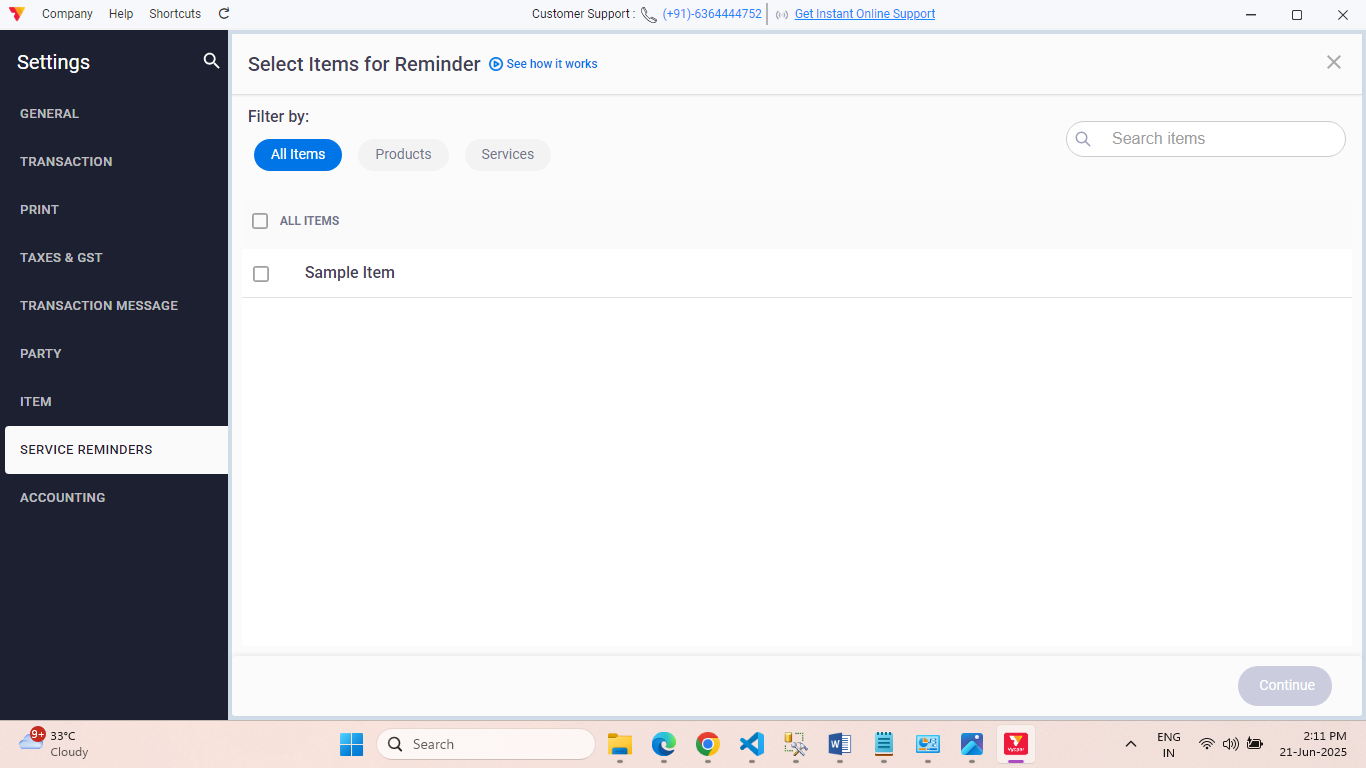 Company Help Shortcuts Customer Support : (+91)-6364444752 Get Instant Online Support
Settings
GENERAL
TRANSACTION
PRINT
TAXES & GST
TRANSACTION MESSAGE
PARTY
ITEM
SERVICE REMINDERS
ACCOUNTING
Select Items for Reminder See how it works
Filter by:
All Items Products Services
Search items
ALL ITEMS
Sample Item
Continue
9+ 33°C
Cloudy
Search
Vyapar
ENG
IN
2:11 PM
21-Jun-2025